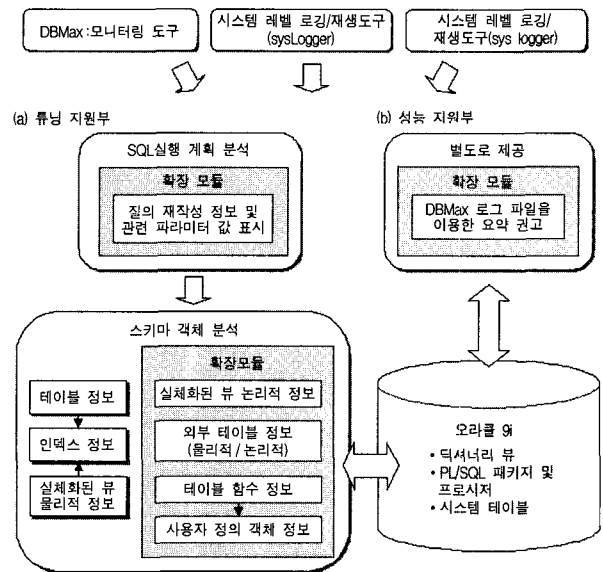 DBMax:모니터링 도구
시스템 레벨 로깅/재생도구
(sysLogger)
시스템 레벨 로깅/
재생도구(sys logger)
(a) 튜닝 지원부
(b) 성능 지원부
SQL실행 계획 분석
확장 모듈
질의 재작성 정보 및
관련 파라미터 값 표시
별도로 제공
확장 모듈
DBMax 로그 파일을
이용한 요약 권고
스키마 객체 분석
테이블 정보
인덱스 정보
실체화된 뷰
물리적 정보
확장모듈
실체화된 뷰 논리적 정보
외부 테이블 정보
(물리적/논리적)
테이블 함수 정보
사용자 정의 객체 정보
오라클 9i
• 딕셔너리 뷰
• PL/SQL 패키지 및
프로시저
• 시스템 테이블